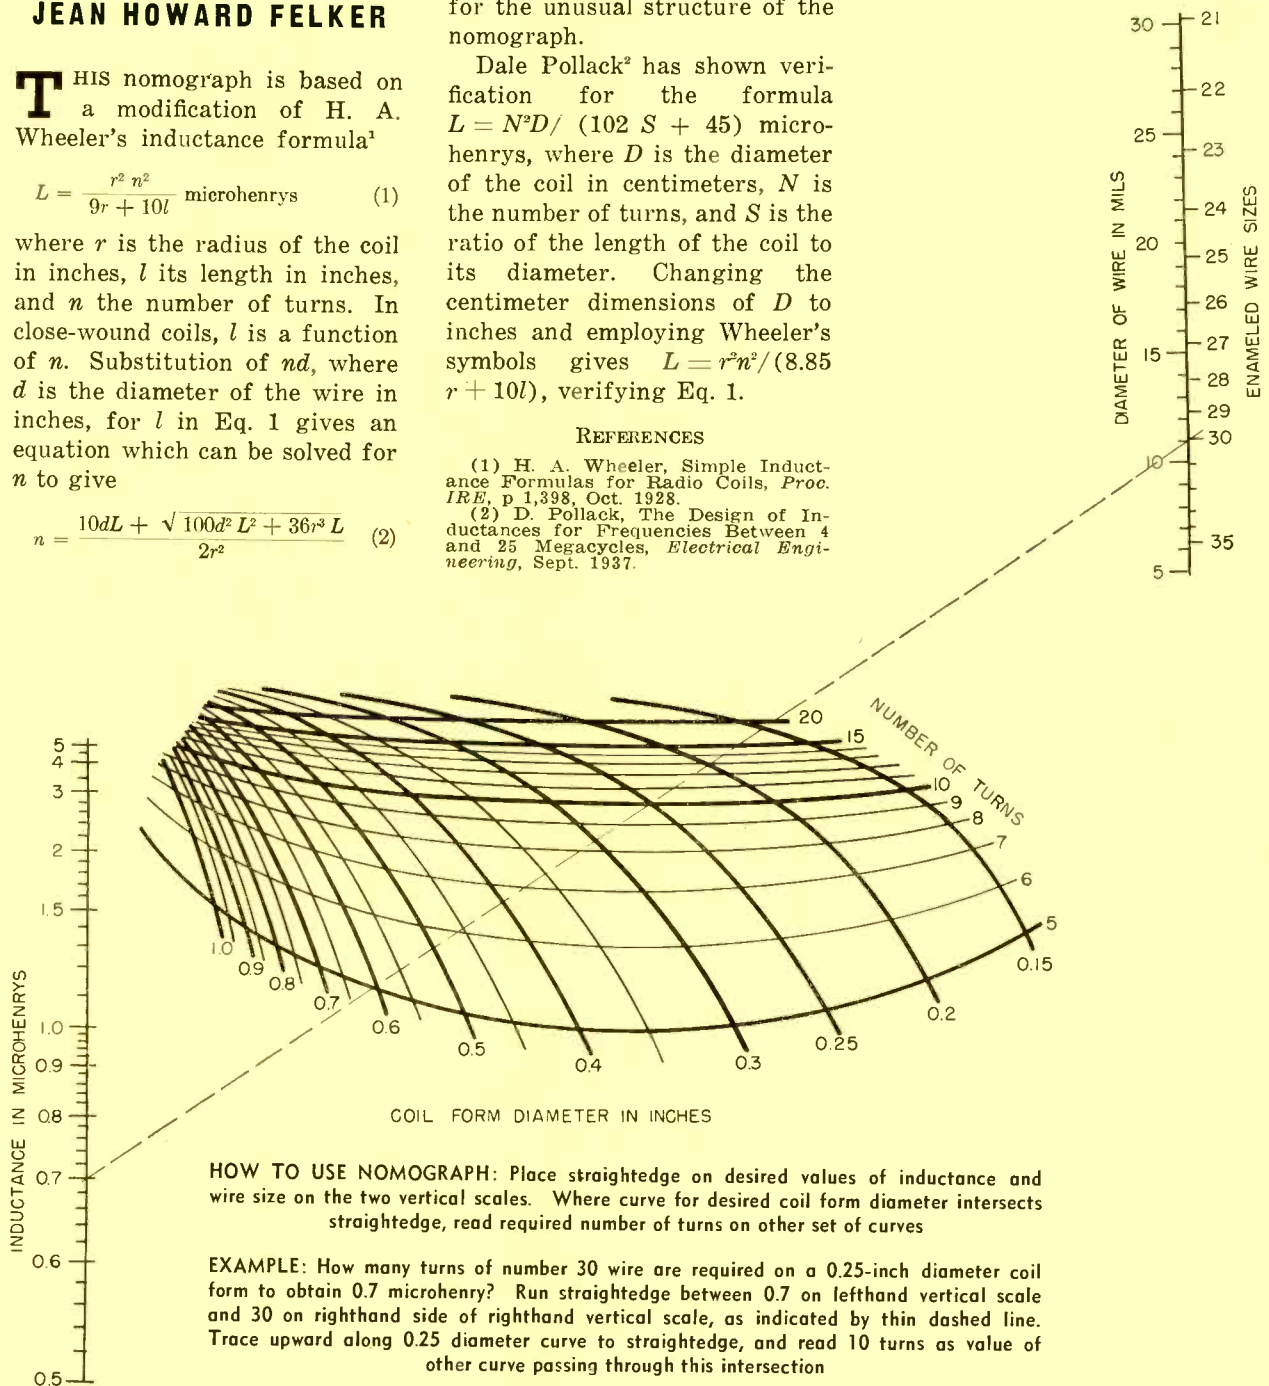 JEAN HOWARD FELKER
THIS nomograph is based on
a modification of H. A.
Wheeler's inductance formula¹
L = r² n² / 9r + 10l microhenrys (1)
where r is the radius of the coil
in inches, l its length in inches,
and n the number of turns. In
close-wound coils, l is a function
of n. Substitution of nd, where
d is the diameter of the wire in
inches, for l in Eq. 1 gives an
equation which can be solved for
n to give
n = 10dL + √ 100d² L² + 36r³ L / 2r² (2)
for the unusual structure of the
nomograph.
Dale Pollack² has shown veri-
fication for the formula
L = N²D/ (102 S + 45) micro-
henrys, where D is the diameter
of the coil in centimeters, N is
the number of turns, and S is the
ratio of the length of the coil to
its diameter. Changing the
centimeter dimensions of D to
inches and employing Wheeler's
symbols gives L = r²n²/(8.85
r + 10l), verifying Eq. 1.
REFERENCES
(1) H. A. Wheeler, Simple Induct-
ance Formulas for Radio Coils, Proc.
IRE, p 1,398, Oct. 1928.
(2) D. Pollack, The Design of In-
ductances for Frequencies Between 4
and 25 Megacycles, Electrical Engi-
neering, Sept. 1937.
DIAMETER OF WIRE IN MILS
30
25
20
15
10
5
21
22
23
24
25
26
27
28
29
30
35
ENAMELED WIRE SIZES
INDUCTANCE IN MICROHENRYS
5
4
3
2
1.5
1.0
0.9
0.8
0.7
0.6
0.5
NUMBER OF TURNS
20
15
10
9
8
7
6
5
1.0
0.9
0.8
0.7
0.6
0.5
0.4
0.3
0.25
0.2
0.15
COIL FORM DIAMETER IN INCHES
HOW TO USE NOMOGRAPH: Place straightedge on desired values of inductance and
wire size on the two vertical scales. Where curve for desired coil form diameter intersects
straightedge, read required number of turns on other set of curves
EXAMPLE: How many turns of number 30 wire are required on a 0.25-inch diameter coil
form to obtain 0.7 microhenry? Run straightedge between 0.7 on lefthand vertical scale
and 30 on righthand side of righthand vertical scale, as indicated by thin dashed line.
Trace upward along 0.25 diameter curve to straightedge, and read 10 turns as value of
other curve passing through this intersection